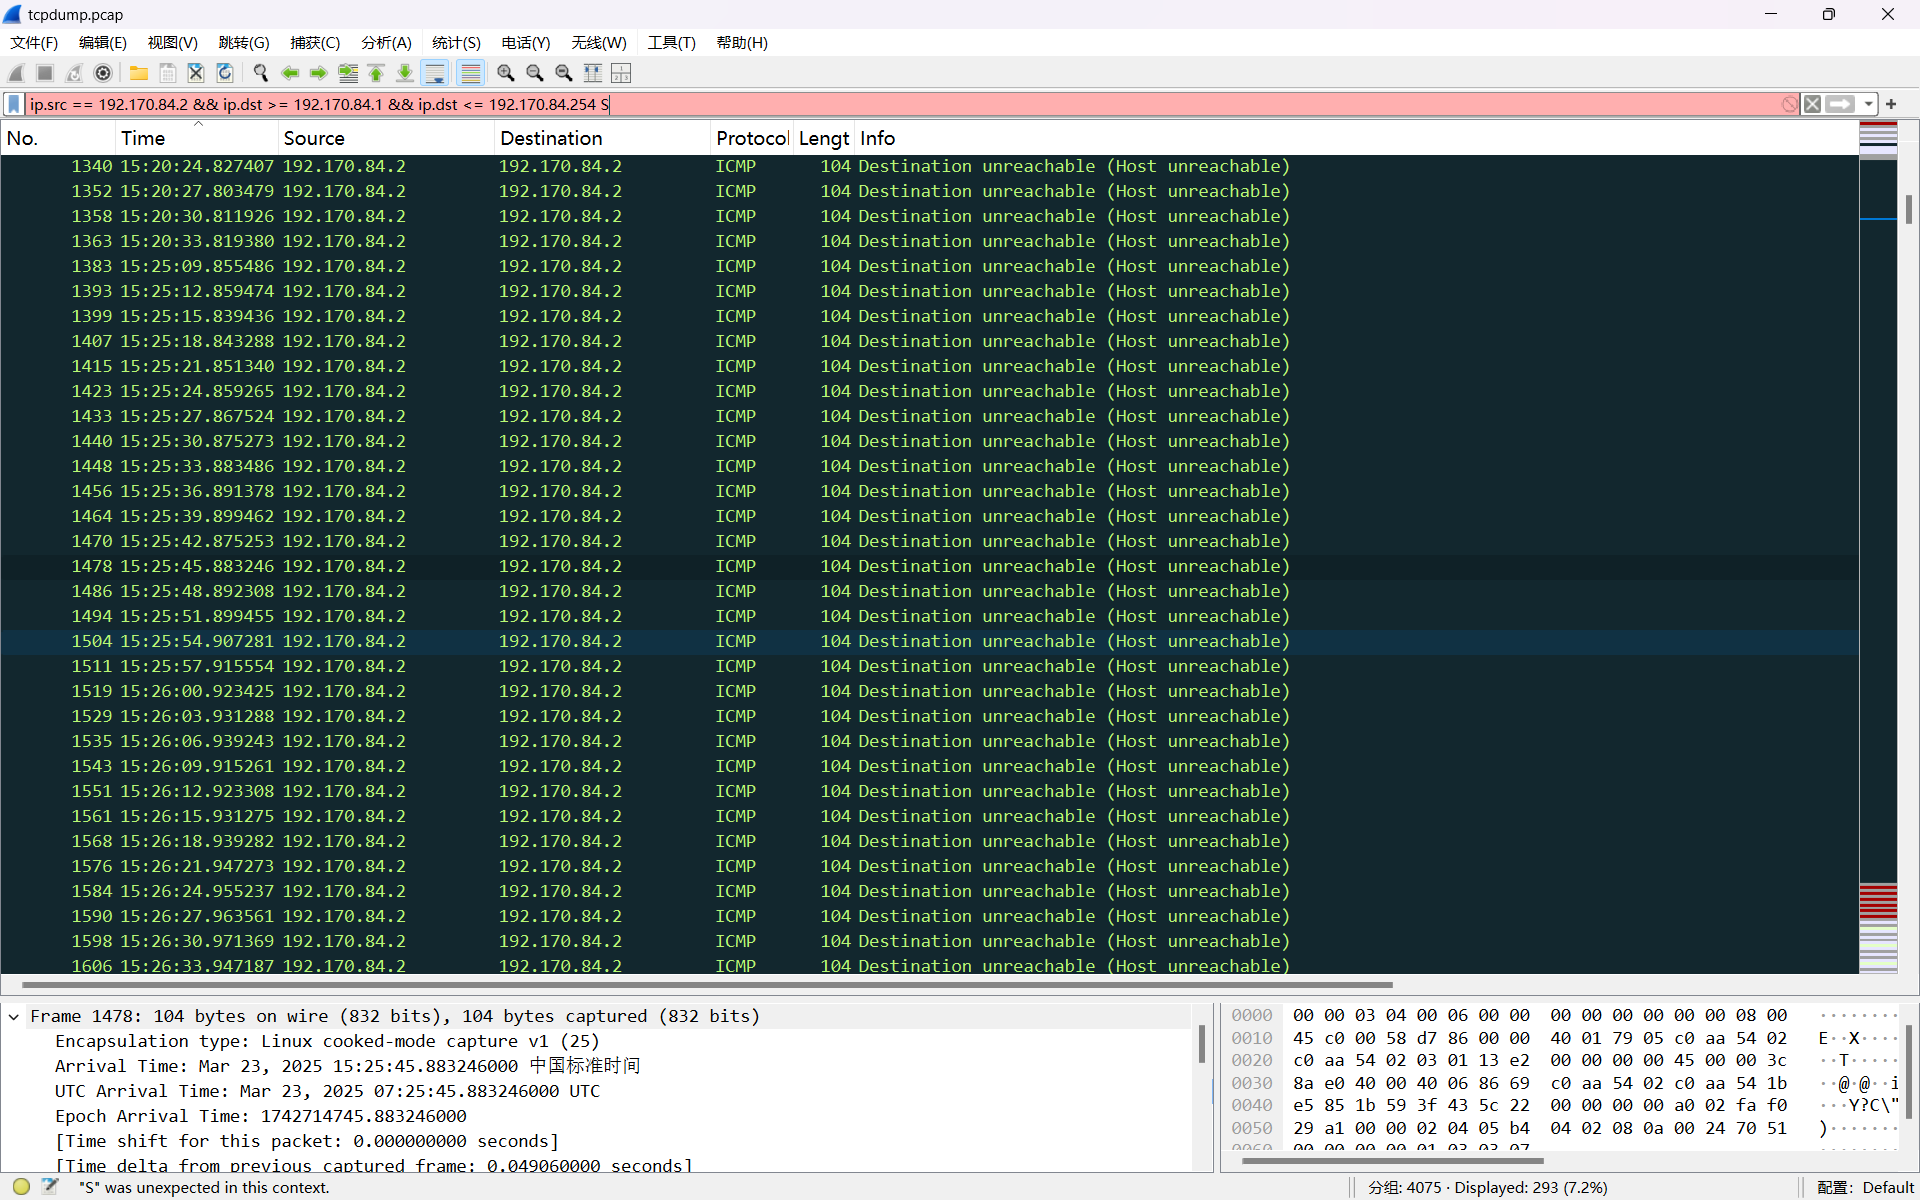 tcpdump.pcap
文件(F) 编辑(E) 视图(V) 跳转(G) 捕获(C) 分析(A) 统计(S) 电话(Y) 无线(W) 工具(T) 帮助(H)
ip.src == 192.170.84.2 && ip.dst >= 192.170.84.1 && ip.dst <= 192.170.84.254 S
No. Time Source Destination Protocol Lengt Info
1340 15:20:24.827407 192.170.84.2 192.170.84.2 ICMP 104 Destination unreachable (Host unreachable)
1352 15:20:27.803479 192.170.84.2 192.170.84.2 ICMP 104 Destination unreachable (Host unreachable)
1358 15:20:30.811926 192.170.84.2 192.170.84.2 ICMP 104 Destination unreachable (Host unreachable)
1363 15:20:33.819380 192.170.84.2 192.170.84.2 ICMP 104 Destination unreachable (Host unreachable)
1383 15:25:09.855486 192.170.84.2 192.170.84.2 ICMP 104 Destination unreachable (Host unreachable)
1393 15:25:12.859474 192.170.84.2 192.170.84.2 ICMP 104 Destination unreachable (Host unreachable)
1399 15:25:15.839436 192.170.84.2 192.170.84.2 ICMP 104 Destination unreachable (Host unreachable)
1407 15:25:18.843288 192.170.84.2 192.170.84.2 ICMP 104 Destination unreachable (Host unreachable)
1415 15:25:21.851340 192.170.84.2 192.170.84.2 ICMP 104 Destination unreachable (Host unreachable)
1423 15:25:24.859265 192.170.84.2 192.170.84.2 ICMP 104 Destination unreachable (Host unreachable)
1433 15:25:27.867524 192.170.84.2 192.170.84.2 ICMP 104 Destination unreachable (Host unreachable)
1440 15:25:30.875273 192.170.84.2 192.170.84.2 ICMP 104 Destination unreachable (Host unreachable)
1448 15:25:33.883486 192.170.84.2 192.170.84.2 ICMP 104 Destination unreachable (Host unreachable)
1456 15:25:36.891378 192.170.84.2 192.170.84.2 ICMP 104 Destination unreachable (Host unreachable)
1464 15:25:39.899462 192.170.84.2 192.170.84.2 ICMP 104 Destination unreachable (Host unreachable)
1470 15:25:42.875253 192.170.84.2 192.170.84.2 ICMP 104 Destination unreachable (Host unreachable)
1478 15:25:45.883246 192.170.84.2 192.170.84.2 ICMP 104 Destination unreachable (Host unreachable)
1486 15:25:48.892308 192.170.84.2 192.170.84.2 ICMP 104 Destination unreachable (Host unreachable)
1494 15:25:51.899455 192.170.84.2 192.170.84.2 ICMP 104 Destination unreachable (Host unreachable)
1504 15:25:54.907281 192.170.84.2 192.170.84.2 ICMP 104 Destination unreachable (Host unreachable)
1511 15:25:57.915554 192.170.84.2 192.170.84.2 ICMP 104 Destination unreachable (Host unreachable)
1519 15:26:00.923425 192.170.84.2 192.170.84.2 ICMP 104 Destination unreachable (Host unreachable)
1529 15:26:03.931288 192.170.84.2 192.170.84.2 ICMP 104 Destination unreachable (Host unreachable)
1535 15:26:06.939243 192.170.84.2 192.170.84.2 ICMP 104 Destination unreachable (Host unreachable)
1543 15:26:09.915261 192.170.84.2 192.170.84.2 ICMP 104 Destination unreachable (Host unreachable)
1551 15:26:12.923308 192.170.84.2 192.170.84.2 ICMP 104 Destination unreachable (Host unreachable)
1561 15:26:15.931275 192.170.84.2 192.170.84.2 ICMP 104 Destination unreachable (Host unreachable)
1568 15:26:18.939282 192.170.84.2 192.170.84.2 ICMP 104 Destination unreachable (Host unreachable)
1576 15:26:21.947273 192.170.84.2 192.170.84.2 ICMP 104 Destination unreachable (Host unreachable)
1584 15:26:24.955237 192.170.84.2 192.170.84.2 ICMP 104 Destination unreachable (Host unreachable)
1590 15:26:27.963561 192.170.84.2 192.170.84.2 ICMP 104 Destination unreachable (Host unreachable)
1598 15:26:30.971369 192.170.84.2 192.170.84.2 ICMP 104 Destination unreachable (Host unreachable)
1606 15:26:33.947187 192.170.84.2 192.170.84.2 ICMP 104 Destination unreachable (Host unreachable)
Frame 1478: 104 bytes on wire (832 bits), 104 bytes captured (832 bits)
Encapsulation type: Linux cooked-mode capture v1 (25)
Arrival Time: Mar 23, 2025 15:25:45.883246000 中国标准时间
UTC Arrival Time: Mar 23, 2025 07:25:45.883246000 UTC
Epoch Arrival Time: 1742714745.883246000
[Time shift for this packet: 0.000000000 seconds]
[Time delta from previous captured frame: 0.049060000 seconds]
0000 00 00 03 04 00 06 00 00 00 00 00 00 00 00 08 00 ········
0010 45 c0 00 58 d7 86 00 00 40 01 79 05 c0 aa 54 02 E··X····
0020 c0 aa 54 02 03 01 13 e2 00 00 00 00 45 00 00 3c ··T·····
0030 8a e0 40 00 40 06 86 69 c0 aa 54 02 c0 aa 54 1b ··@·@··i
0040 e5 85 1b 59 3f 43 5c 22 00 00 00 00 a0 02 fa f0 ···Y?C\"
0050 29 a1 00 00 02 04 05 b4 04 02 08 0a 00 24 70 51 )·······
0060 00 00 00 00 01 03 03 07 ········
"S" was unexpected in this context.
分组: 4075 · Displayed: 293 (7.2%)
配置: Default